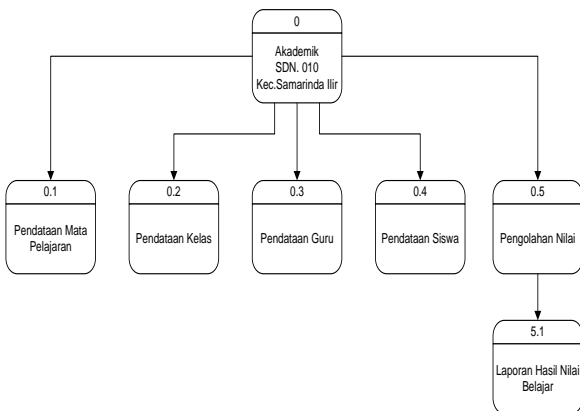 0
Akademik
SDN. 010
Kec.Samarinda Ilir
0.1
Pendataan Mata
Pelajaran
0.2
Pendataan Kelas
0.3
Pendataan Guru
0.4
Pendataan Siswa
0.5
Pengolahan Nilai
5.1
Laporan Hasil Nilai
Belajar